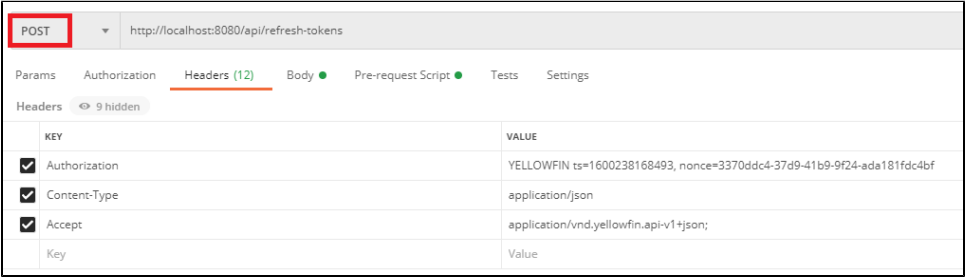 POST http://localhost:8080/api/refresh-tokens
Params Authorization Headers (12) Body Pre-request Script Tests Settings
Headers 9 hidden
KEY VALUE
Authorization YELLOWFIN ts=1600238168493, nonce=3370ddc4-37d9-41b9-9f24-ada181fdc4bf
Content-Type application/json
Accept application/vnd.yellowfin.api-v1+json;
Key Value